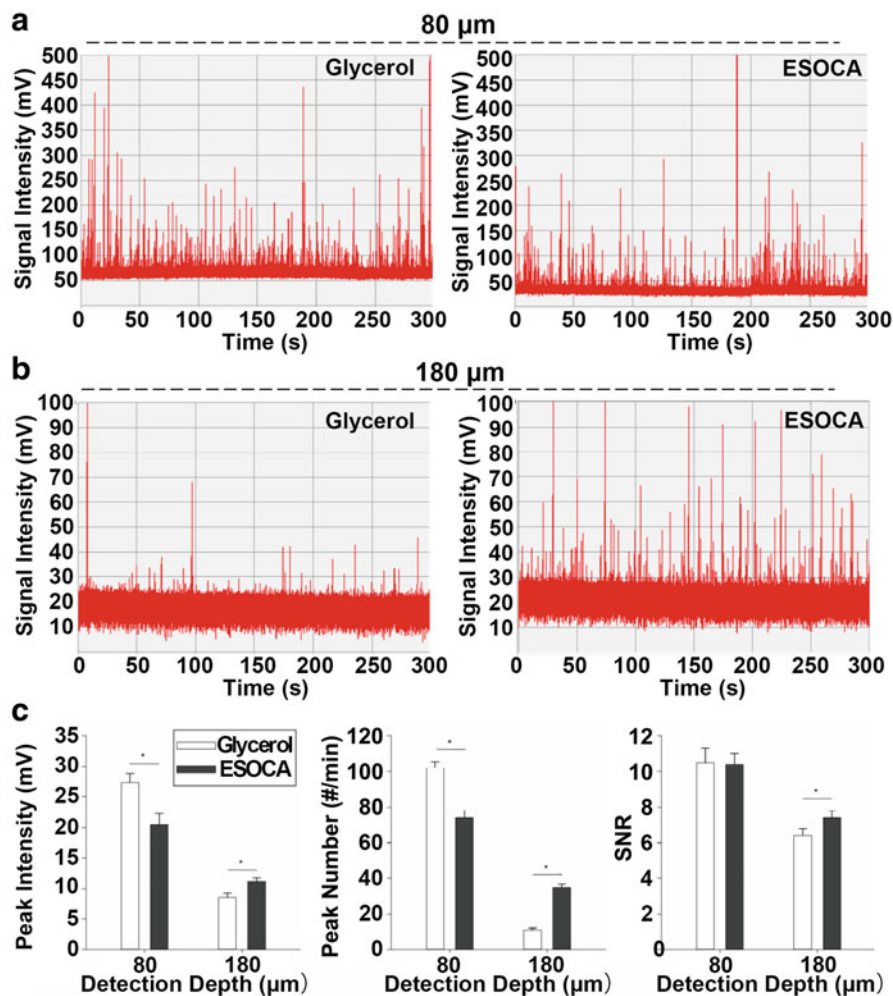 a
80 µm
Glycerol
ESOCA
Signal Intensity (mV)
500
450
400
350
300
250
200
150
100
50
0 50 100 150 200 250 300
Time (s)
Signal Intensity (mV)
500
450
400
350
300
250
200
150
100
50
0 50 100 150 200 250 300
Time (s)
b
180 µm
Glycerol
ESOCA
Signal Intensity (mV)
100
90
80
70
60
50
40
30
20
10
0 50 100 150 200 250 300
Time (s)
Signal Intensity (mV)
100
90
80
70
60
50
40
30
20
10
0 50 100 150 200 250 300
Time (s)
c
Peak Intensity (mV)
35
30
25
20
15
10
5
0
Glycerol
ESOCA
*
*
80 180
Detection Depth (µm)
Peak Number (#/min)
120
100
80
60
40
20
0
*
*
80 180
Detection Depth (µm)
SNR
12
10
8
6
4
2
0
*
80 180
Detection Depth (µm)